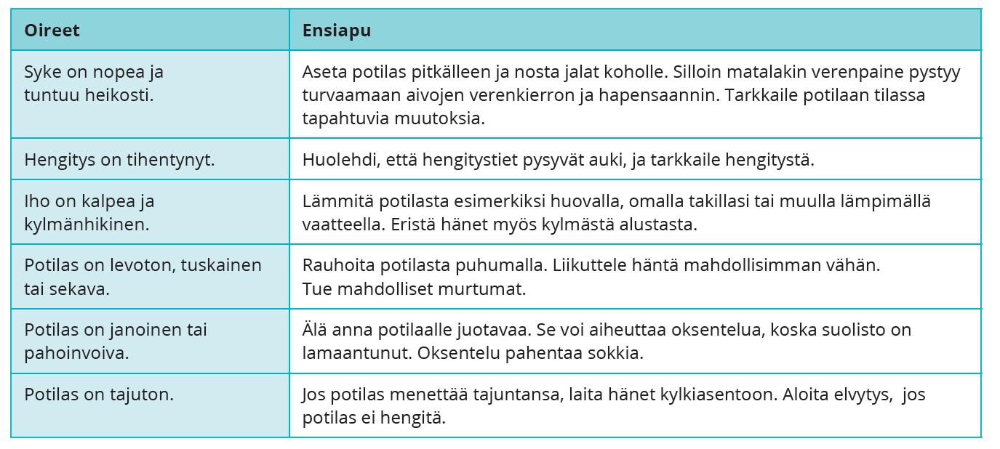 Oireet
Ensiapu
Syke on nopea ja
tuntuu heikosti.
Aseta potilas pitkälleen ja nosta jalat koholle. Silloin matalakin verenpaine pystyy
turvaamaan aivojen verenkierron ja hapensaannin. Tarkkaile potilaan tilassa
tapahtuvia muutoksia.
Hengitys on tihentynyt.
Huolehdi, että hengitystiet pysyvät auki, ja tarkkaile hengitystä.
Iho on kalpea ja
kylmänhikinen.
Lämmitä potilasta esimerkiksi huovalla, omalla takillasi tai muulla lämpimällä
vaatteella. Eristä hänet myös kylmästä alustasta.
Potilas on levoton, tuskainen
tai sekava.
Rauhoita potilasta puhumalla. Liikuttele häntä mahdollisimman vähän.
Tue mahdolliset murtumat.
Potilas on janoinen tai
pahoinvoiva.
Älä anna potilaalle juotavaa. Se voi aiheuttaa oksentelua, koska suolisto on
lamaantunut. Oksentelu pahentaa sokkia.
Potilas on tajuton.
Jos potilas menettää tajuntansa, laita hänet kylkiasentoon. Aloita elvytys,  jos
potilas ei hengitä.